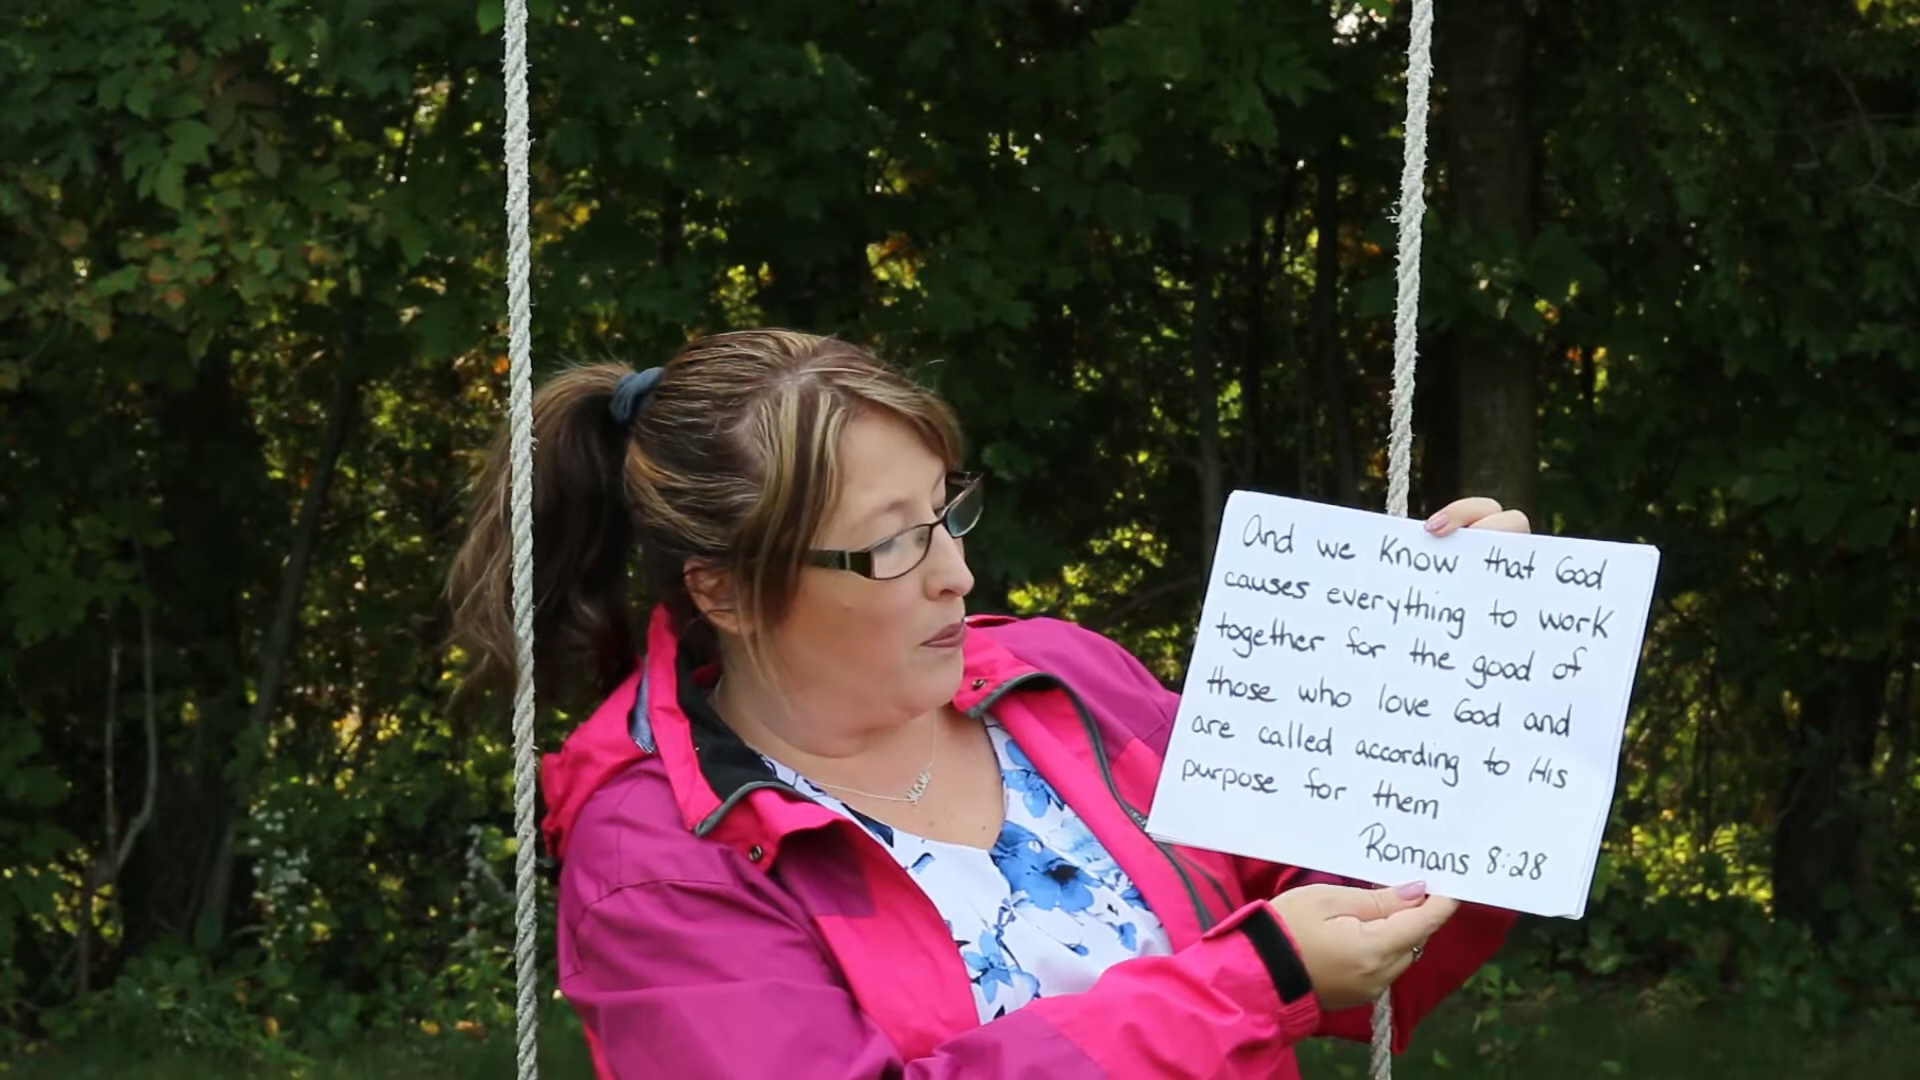 And we know that God
causes everything to work
together for the good of
those who love God and
are called according to His
purpose for them
Romans 8:28